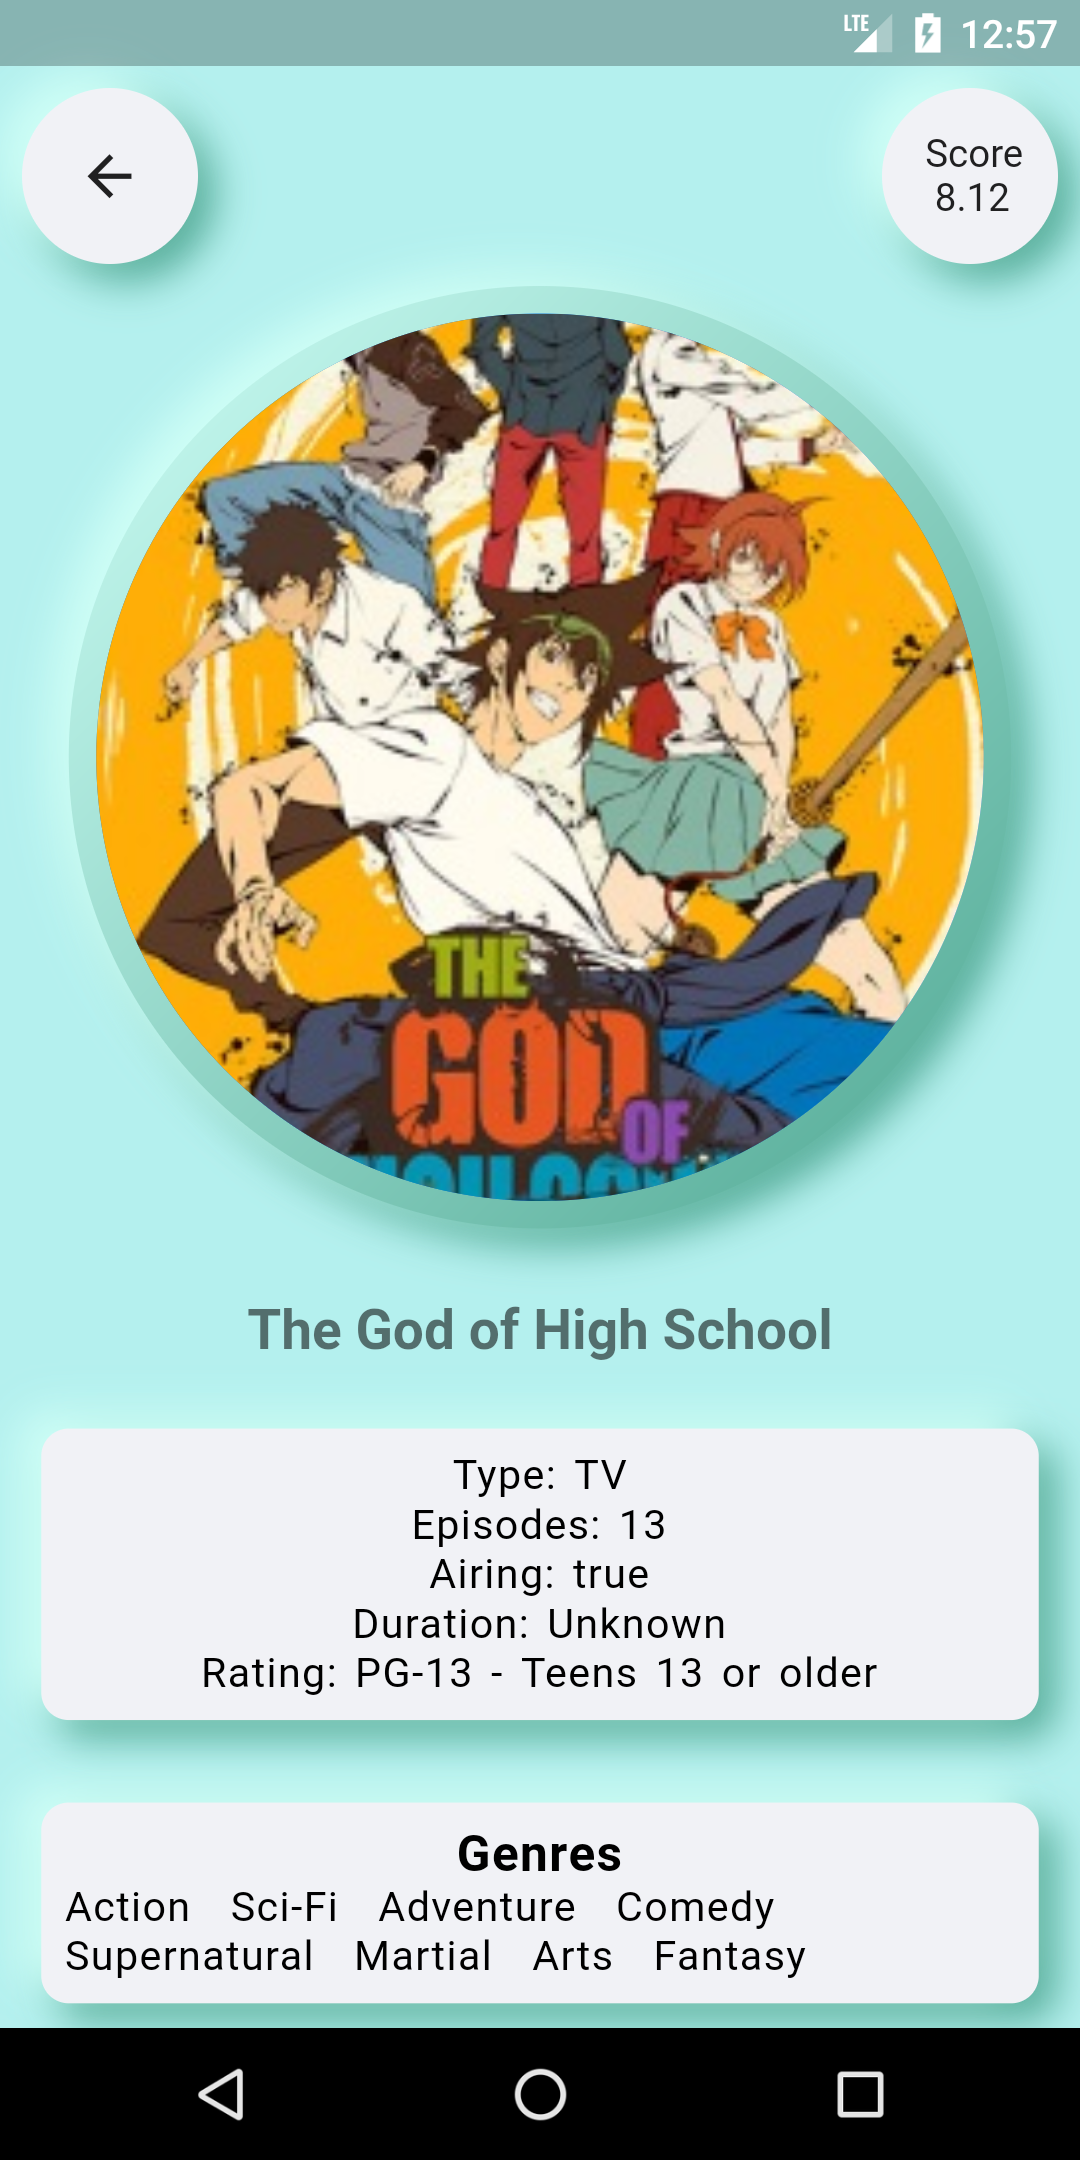 LTE 12:57
Score
8.12
THE
GOD
OF
The God of High School
Type: TV
Episodes: 13
Airing: true
Duration: Unknown
Rating: PG-13 - Teens 13 or older
Genres
Action Sci-Fi Adventure Comedy
Supernatural Martial Arts Fantasy